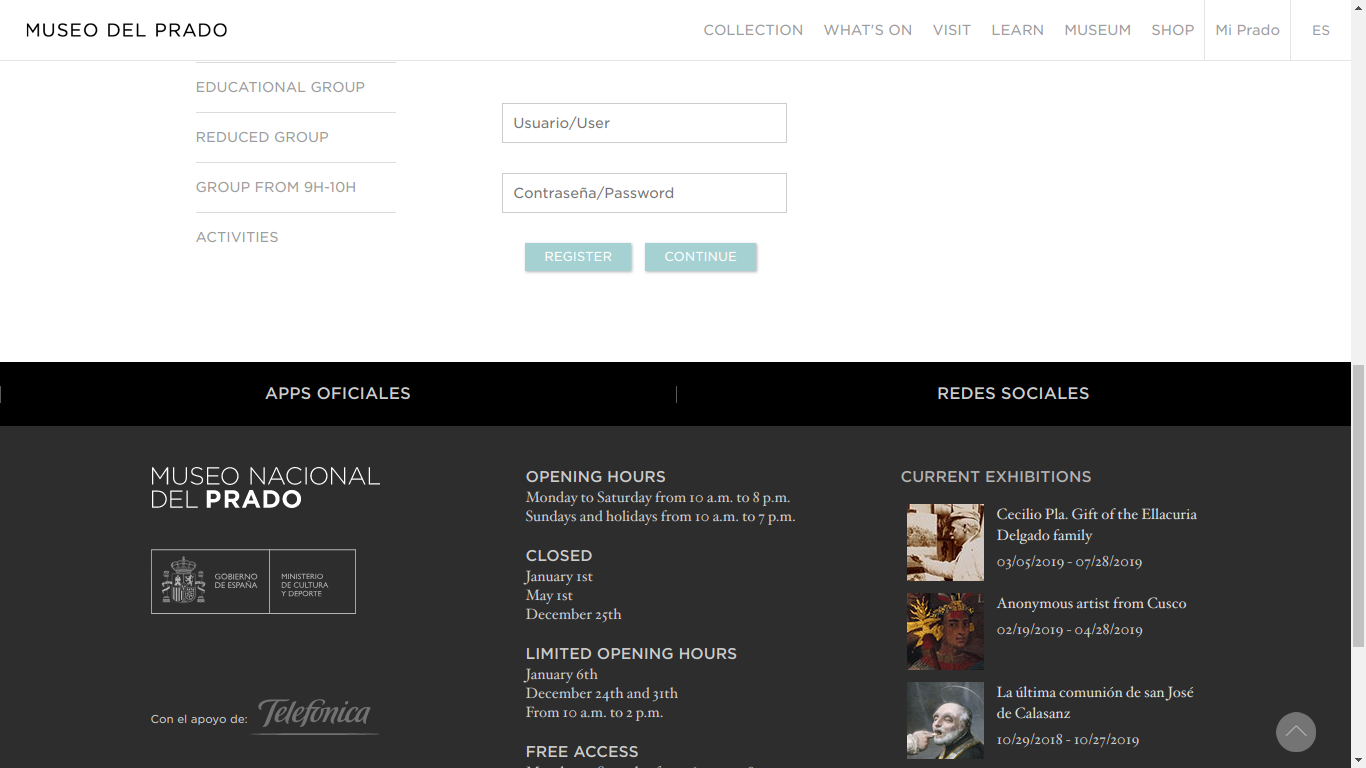 MUSEO DEL PRADO
COLLECTION
WHAT'S ON
VISIT
LEARN
MUSEUM
SHOP
Mi Prado
ES
EDUCATIONAL GROUP
REDUCED GROUP
GROUP FROM 9H-10H
ACTIVITIES
Usuario/User
Contraseña/Password
REGISTER
CONTINUE
APPS OFICIALES
REDES SOCIALES
MUSEO NACIONAL
DEL PRADO
GOBIERNO
DE ESPAÑA
MINISTERIO
DE CULTURA
Y DEPORTE
Con el apoyo de:
Telefónica
OPENING HOURS
Monday to Saturday from 10 a.m. to 8 p.m.
Sundays and holidays from 10 a.m. to 7 p.m.
CLOSED
January 1st
May 1st
December 25th
LIMITED OPENING HOURS
January 6th
December 24th and 31th
From 10 a.m. to 2 p.m.
FREE ACCESS
CURRENT EXHIBITIONS
Cecilio Pla. Gift of the Ellacuria
Delgado family
03/05/2019 - 07/28/2019
Anonymous artist from Cusco
02/19/2019 - 04/28/2019
La última comunión de san José
de Calasanz
10/29/2018 - 10/27/2019